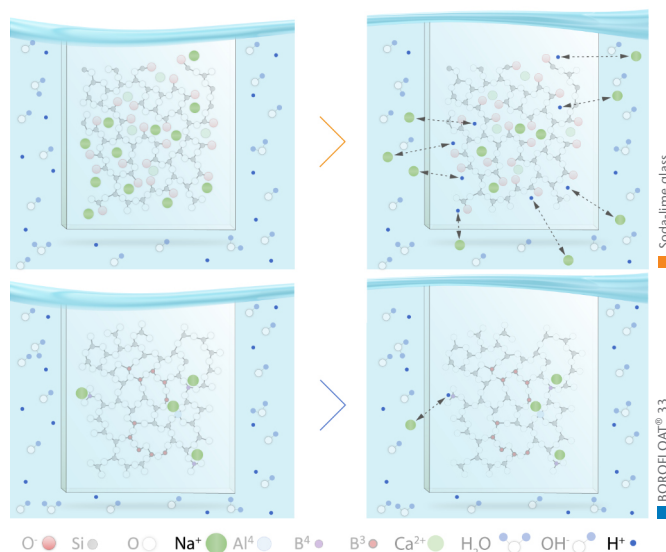 Soda-lime glass
BOROFLOAT® 33
O⁻ Si O Na⁺ Al⁴ B⁴ B³ Ca²⁺ H₂O OH⁻ H⁺